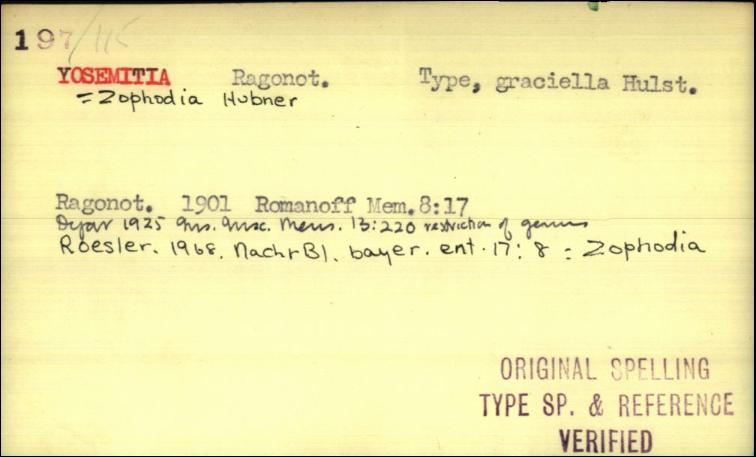 197/115
YOSEMITIA Ragonot. Type, graciella Hulst.
= Zophodia Hubner
Ragonot. 1901 Romanoff Mem. 8:17
Dyar 1925 Ins. Insc. Mens. 13:220 restriction of genus
Roesler. 1968. NachrBl. bayer. ent. 17: 8 = Zophodia
ORIGINAL SPELLING
TYPE SP. & REFERENCE
VERIFIED